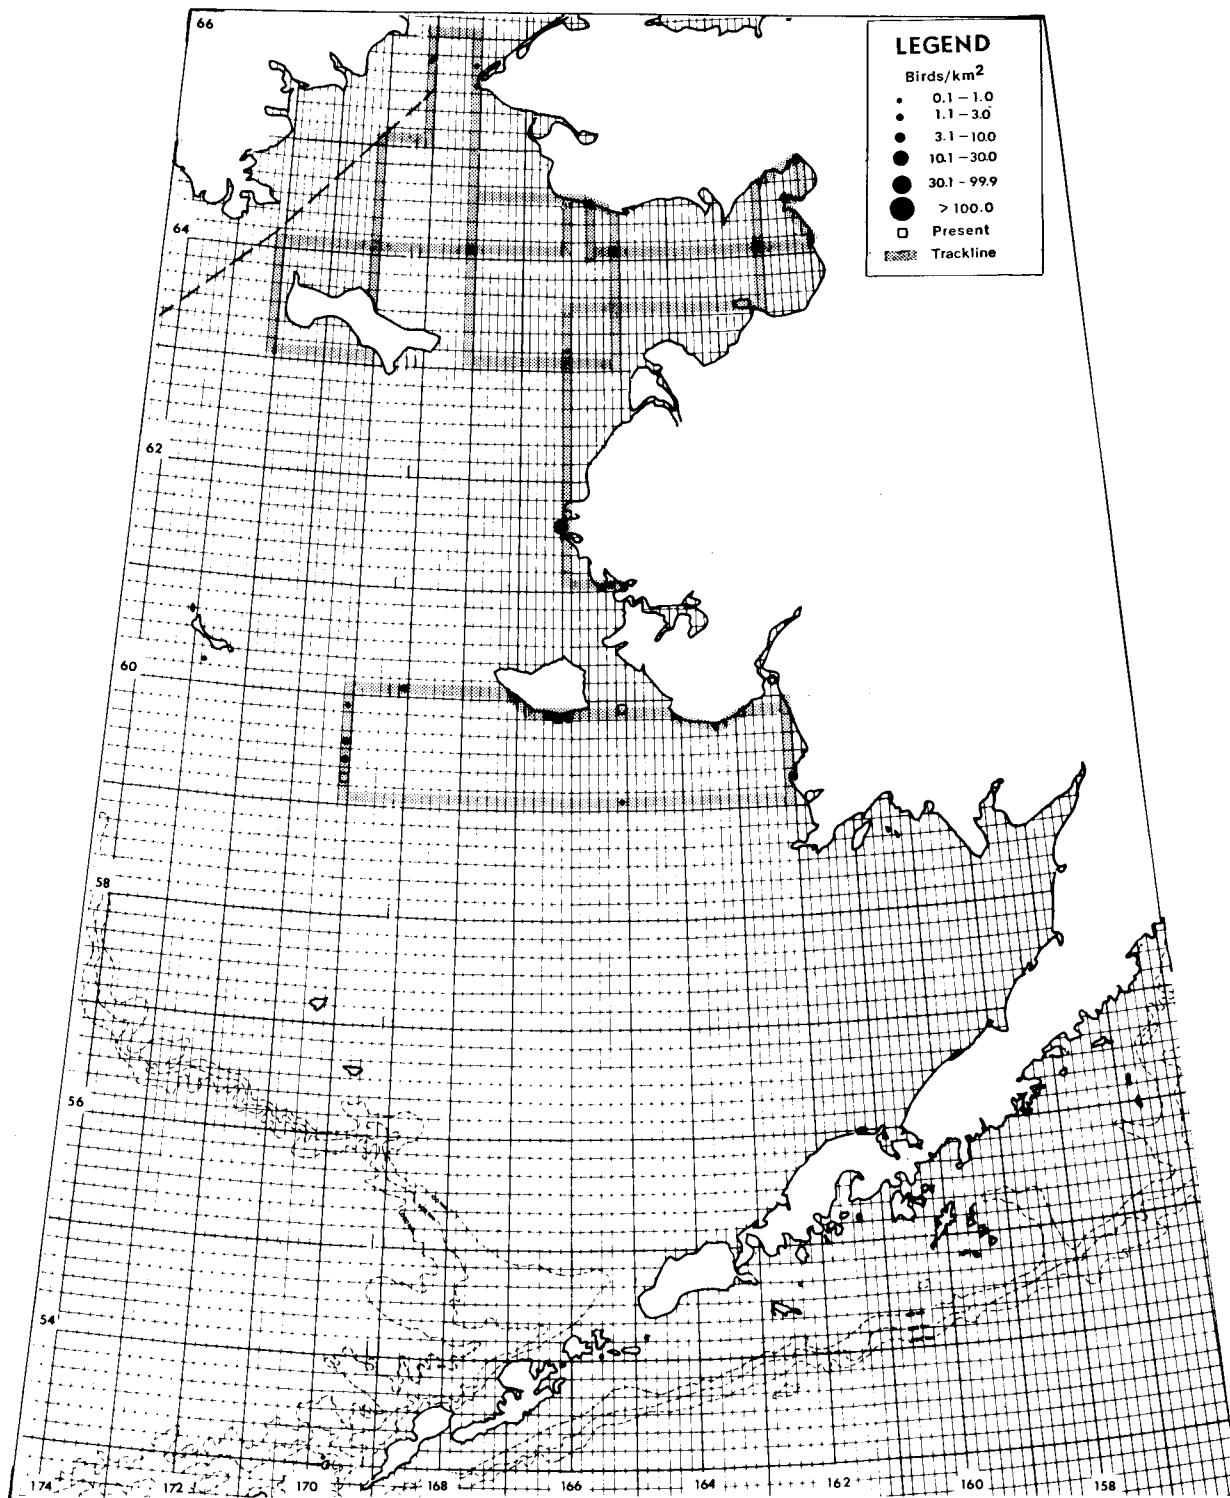 66
LEGEND
Birds/km2
0.1 – 1.0
1.1 – 3.0
3.1 – 10.0
10.1 – 30.0
30.1 – 99.9
> 100.0
Present
Trackline
64
62
60
58
56
54
174 172 170 168 166 164 162 160 158